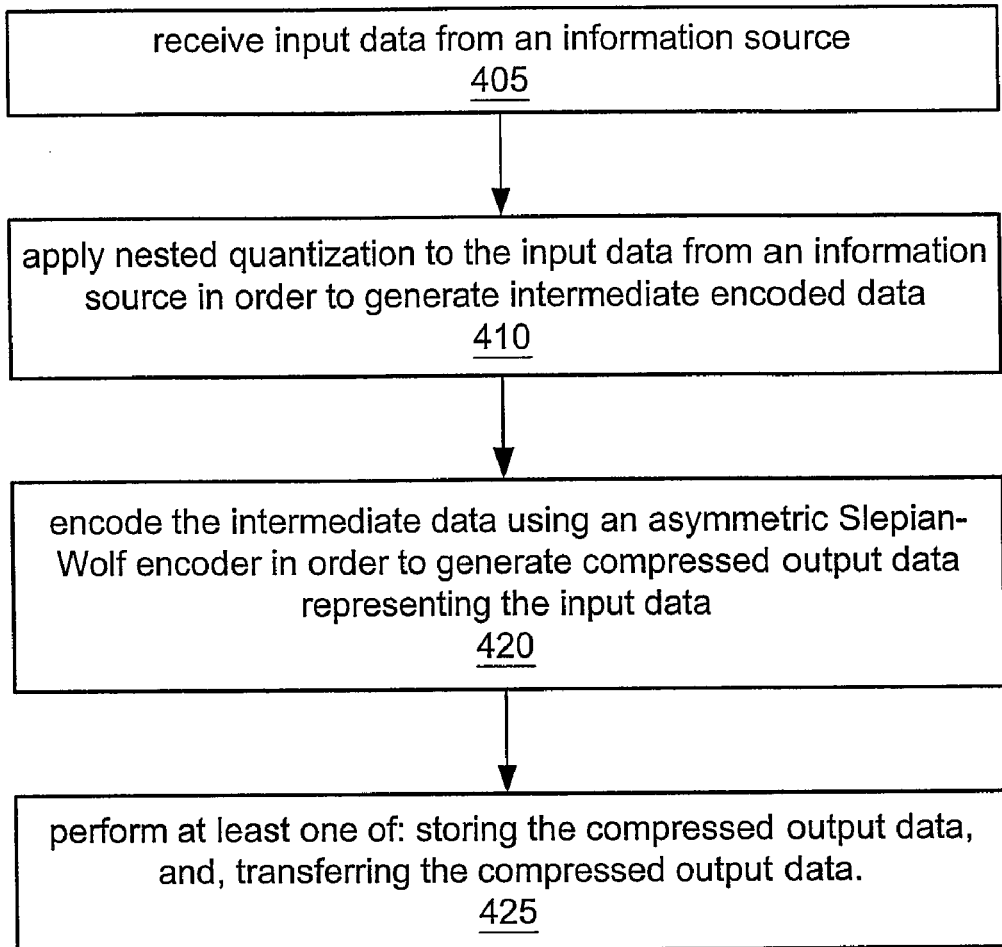 receive input data from an information source
405
apply nested quantization to the input data from an information
source in order to generate intermediate encoded data
410
encode the intermediate data using an asymmetric Slepian-
Wolf encoder in order to generate compressed output data
representing the input data
420
perform at least one of: storing the compressed output data,
and, transferring the compressed output data.
425